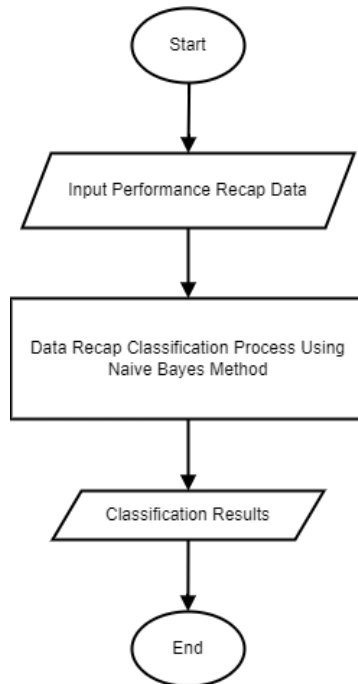 Start
Input Performance Recap Data
Data Recap Classification Process Using
Naive Bayes Method
Classification Results
End